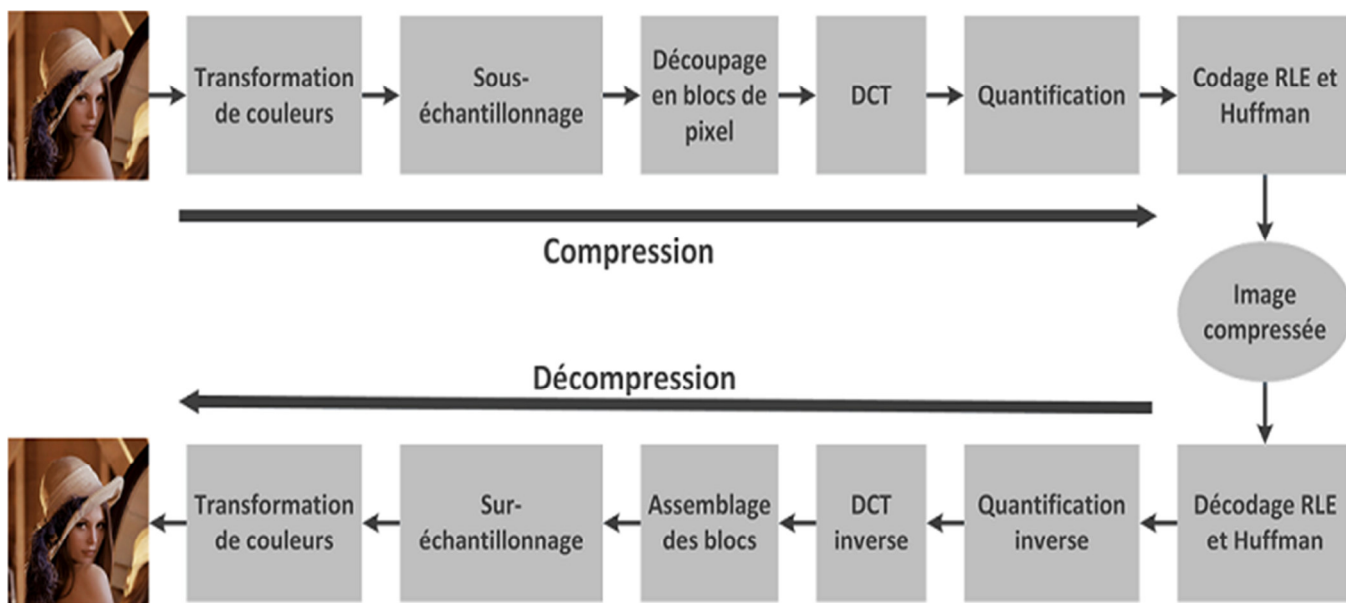 Transformation
de couleurs
Sous-
échantillonnage
Découpage
en blocs de
pixel
DCT
Quantification
Codage RLE et
Huffman
Compression
Image
compressée
Décompression
Transformation
de couleurs
Sur-
échantillonnage
Assemblage
des blocs
DCT
inverse
Quantification
inverse
Décodage RLE
et Huffman